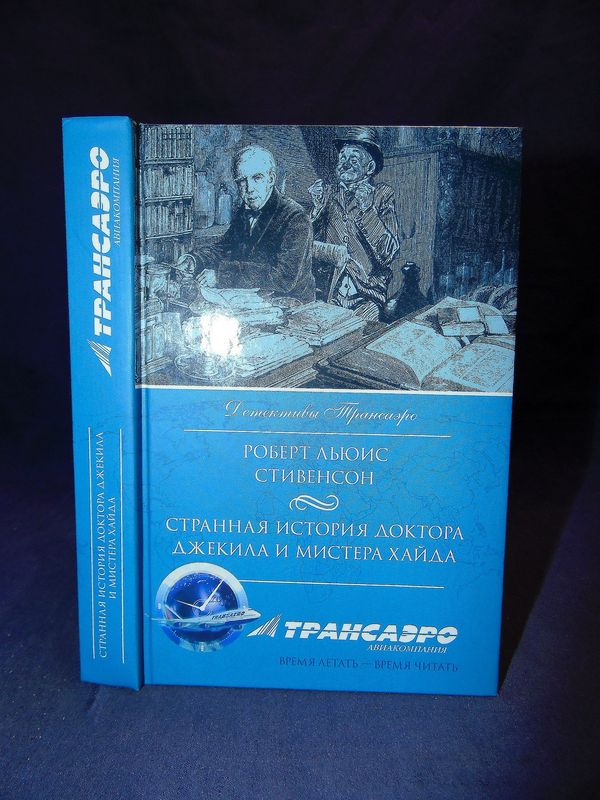 ТРАНСАЭРО
АВИАКОМПАНИЯ
СТРАННАЯ ИСТОРИЯ ДОКТОРА ДЖЕКИЛА
И МИСТЕРА ХАЙДА
Детективы Трансаэро
РОБЕРТ ЛЬЮИС
СТИВЕНСОН
СТРАННАЯ ИСТОРИЯ ДОКТОРА
ДЖЕКИЛА И МИСТЕРА ХАЙДА
ТРАНСАЭРО
ТРАНСАЭРО
АВИАКОМПАНИЯ
ВРЕМЯ ЛЕТАТЬ — ВРЕМЯ ЧИТАТЬ